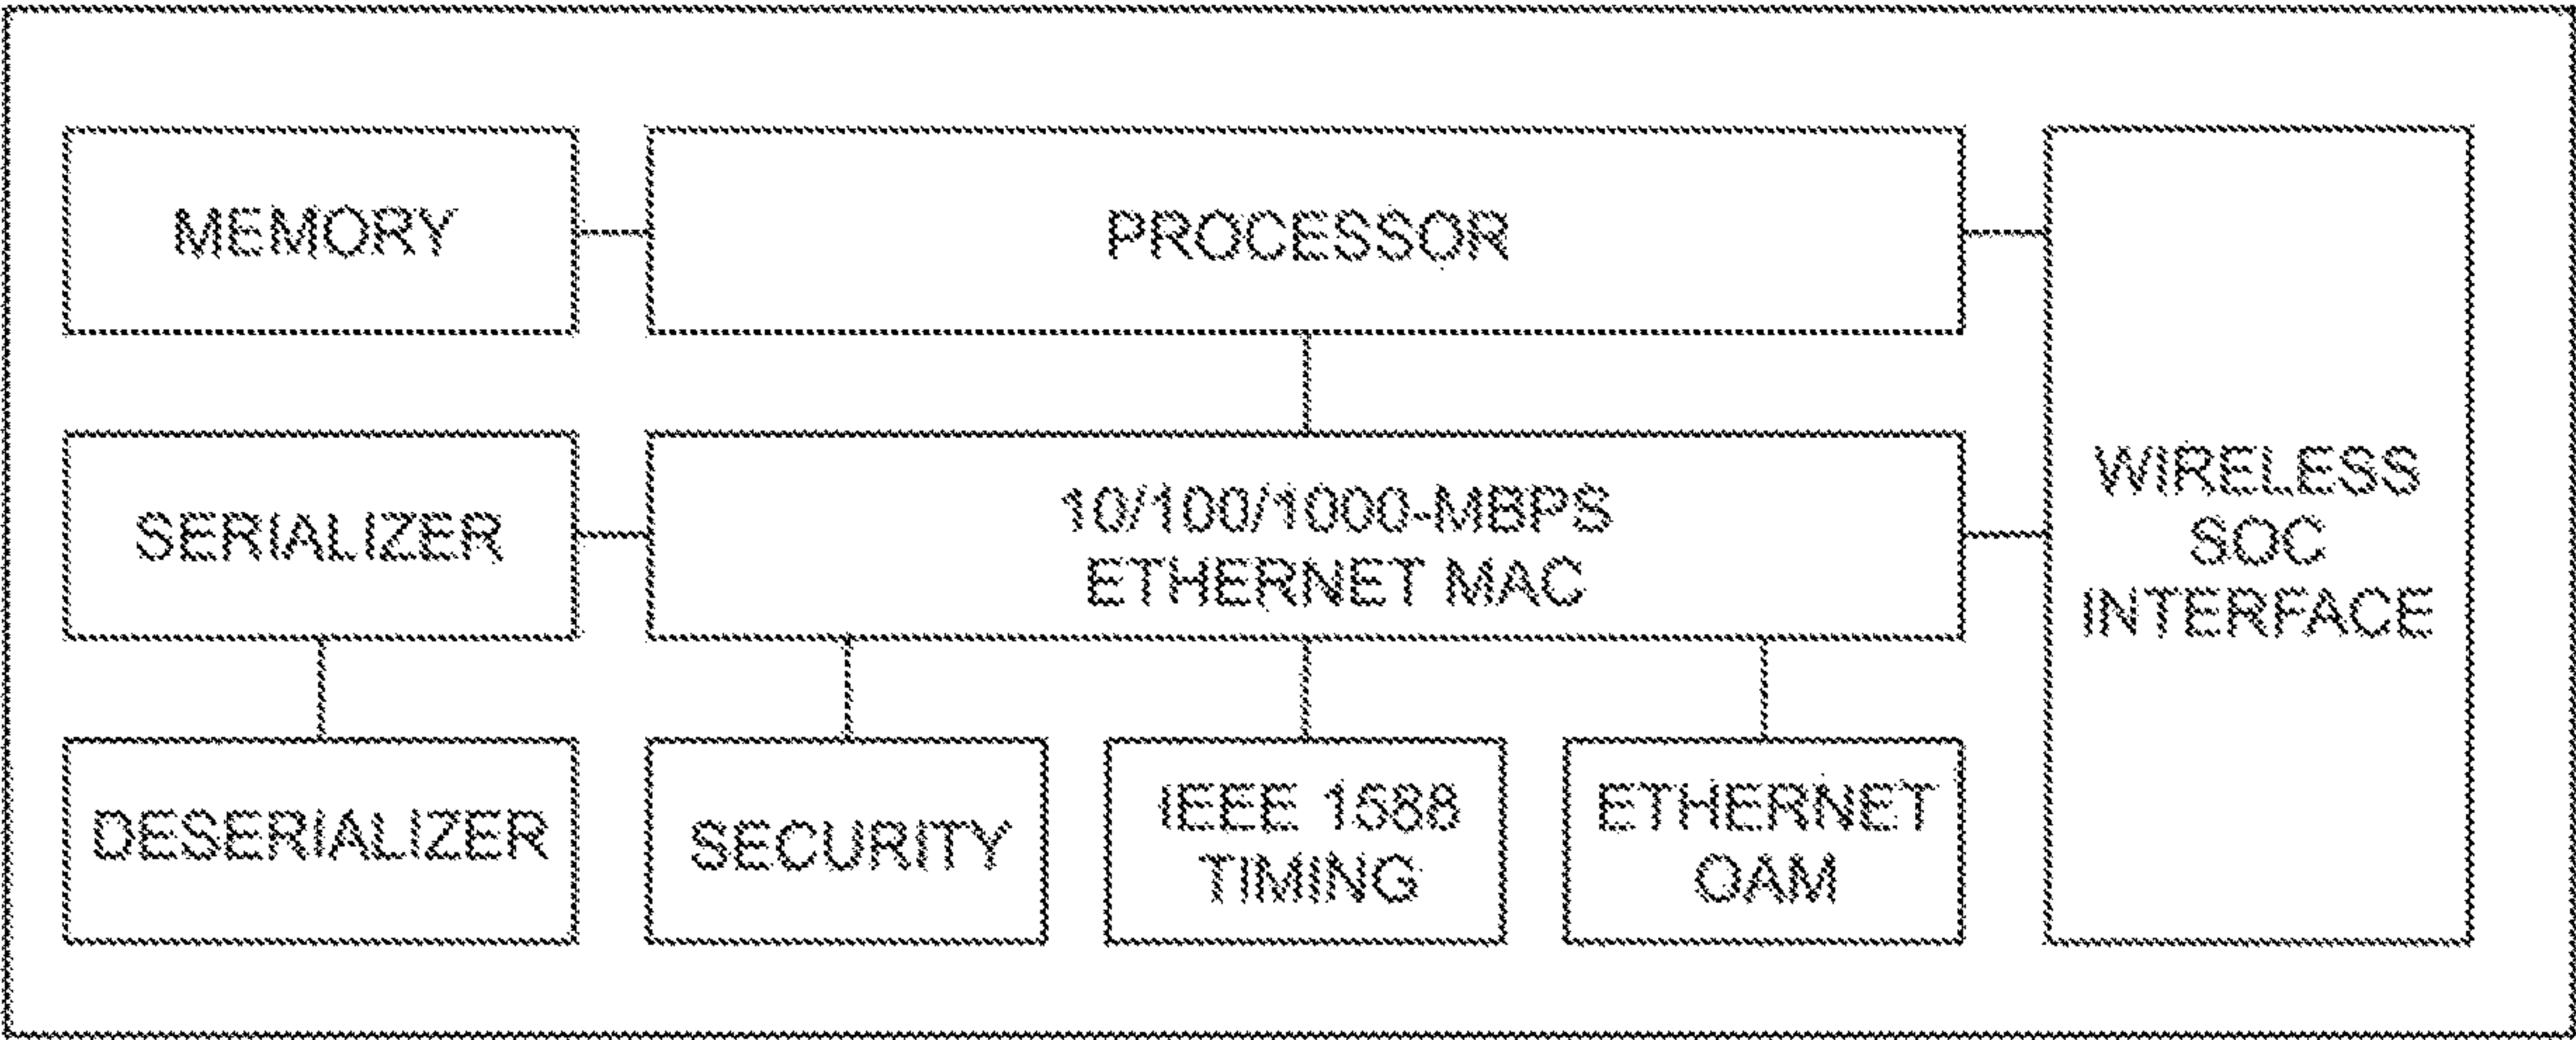 MEMORY
PROCESSOR
SERIALIZER
10/100/1000-MBPS
ETHERNET MAC
WIRELESS
SOC
INTERFACE
DESERIALIZER
SECURITY
IEEE 1588
TIMING
ETHERNET
OAM